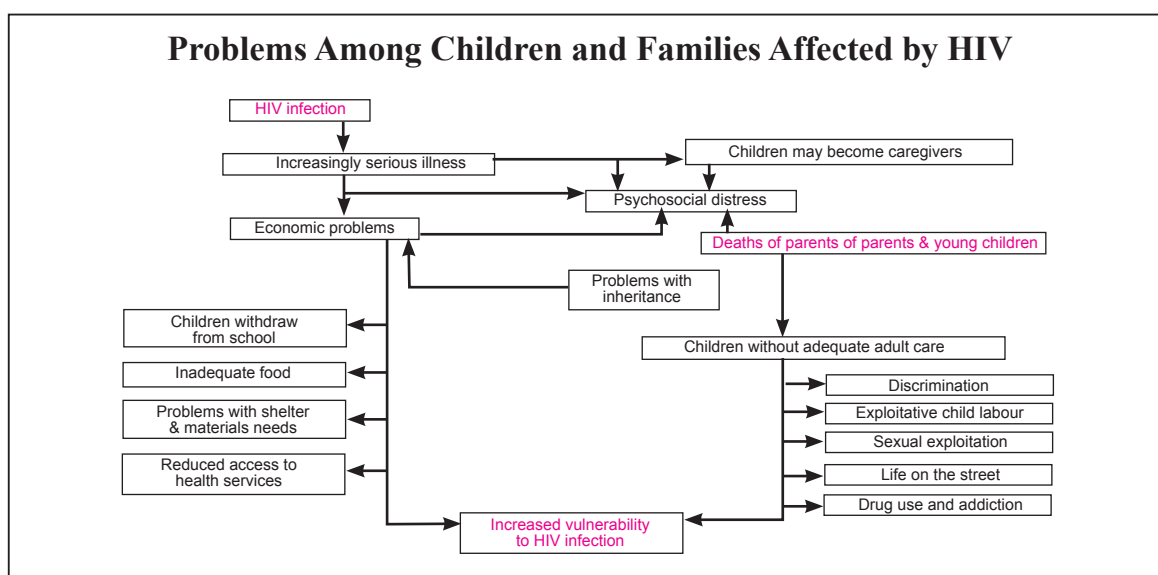 Problems Among Children and Families Affected by HIV
HIV infection
Increasingly serious illness
Children may become caregivers
Psychosocial distress
Economic problems
Deaths of parents of parents & young children
Problems with
inheritance
Children withdraw
from school
Children without adequate adult care
Inadequate food
Discrimination
Problems with shelter
& materials needs
Exploitative child labour
Sexual exploitation
Reduced access to
health services
Life on the street
Drug use and addiction
Increased vulnerability
to HIV infection